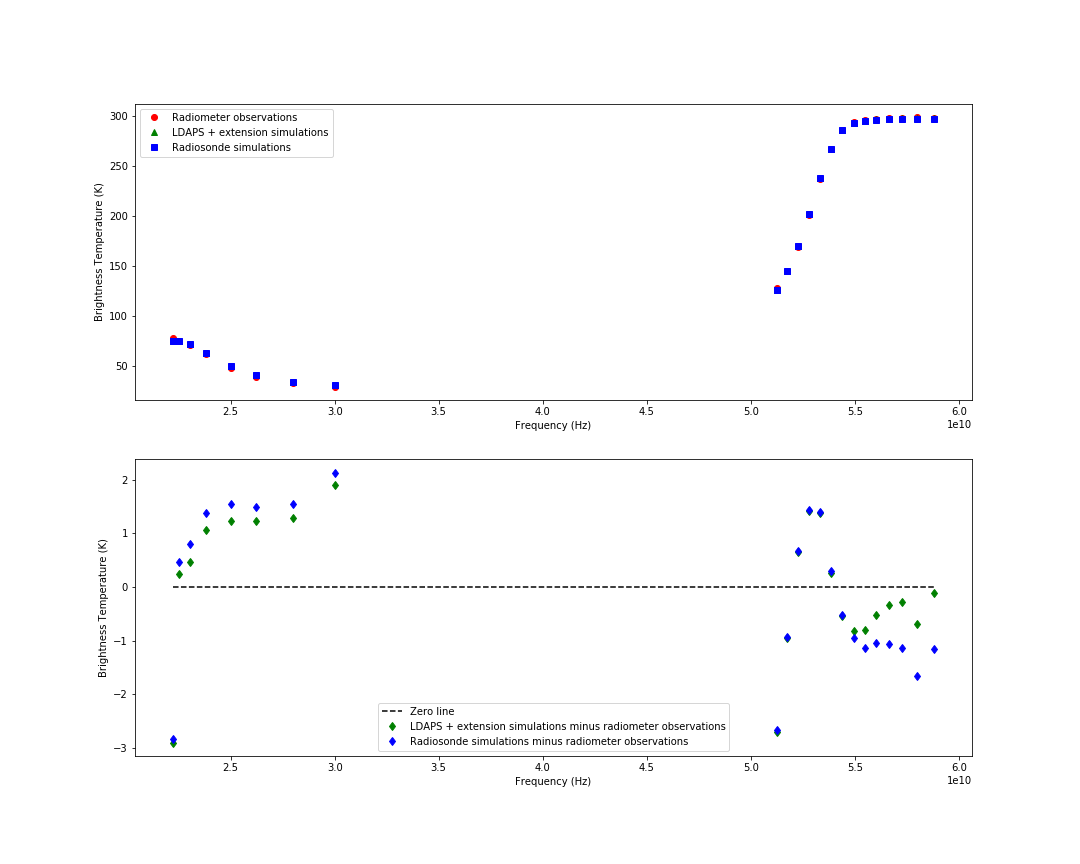 300
250
200
150
100
50
Brightness Temperature (K)
Radiometer observations
LDAPS + extension simulations
Radiosonde simulations
2.5 3.0 3.5 4.0 4.5 5.0 5.5 6.0
1e10
Frequency (Hz)
2
1
0
−1
−2
−3
Brightness Temperature (K)
Zero line
LDAPS + extension simulations minus radiometer observations
Radiosonde simulations minus radiometer observations
2.5 3.0 3.5 4.0 4.5 5.0 5.5 6.0
1e10
Frequency (Hz)